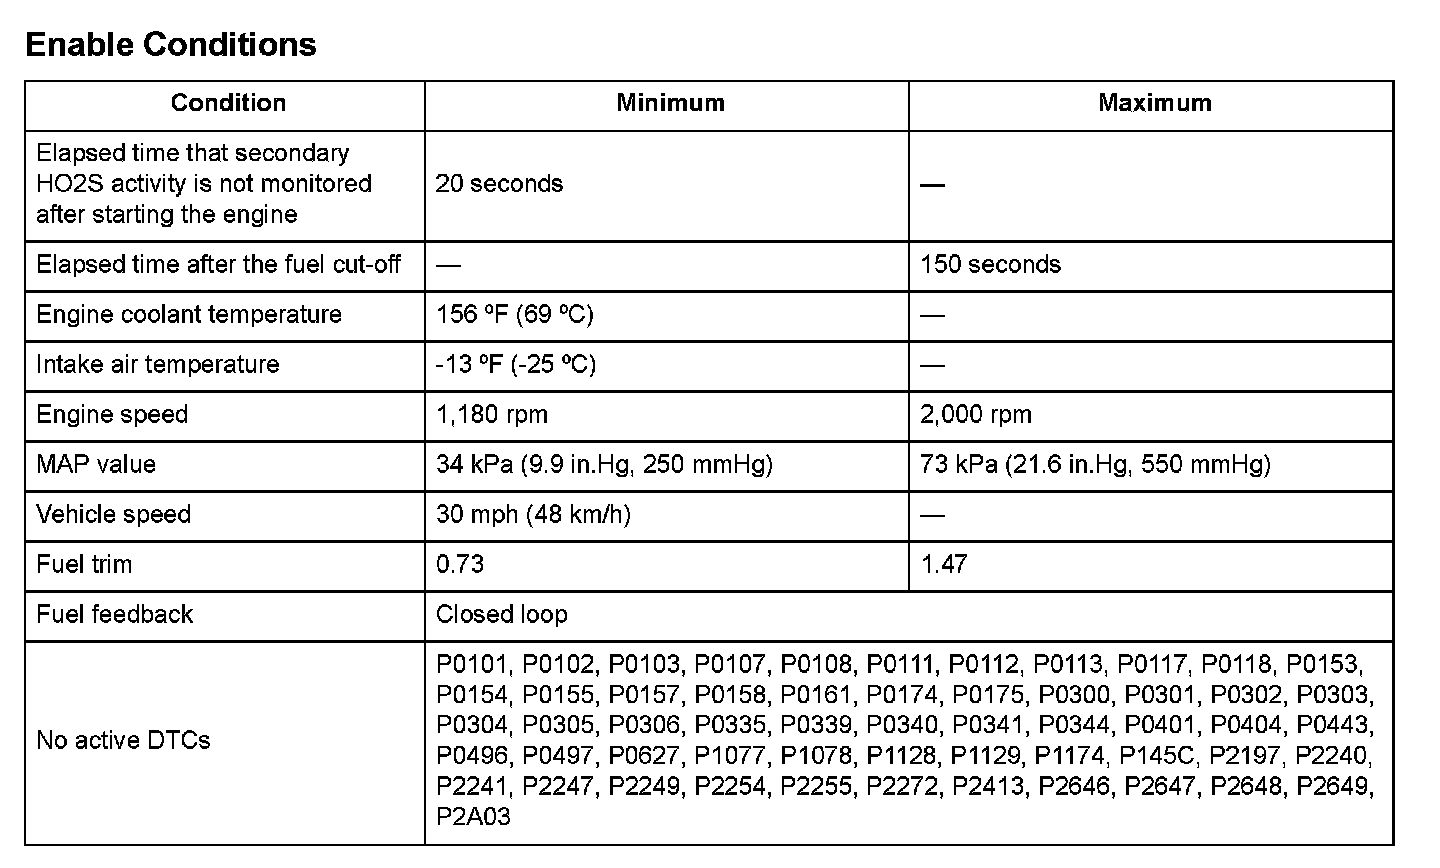 Enable Conditions
Condition Minimum Maximum
Elapsed time that secondary
HO2S activity is not monitored
after starting the engine
20 seconds
—
Elapsed time after the fuel cut-off — 150 seconds
Engine coolant temperature 156 ºF (69 ºC) —
Intake air temperature -13 ºF (-25 ºC) —
Engine speed 1,180 rpm 2,000 rpm
MAP value 34 kPa (9.9 in.Hg, 250 mmHg) 73 kPa (21.6 in.Hg, 550 mmHg)
Vehicle speed 30 mph (48 km/h) —
Fuel trim 0.73 1.47
Fuel feedback Closed loop
No active DTCs
P0101, P0102, P0103, P0107, P0108, P0111, P0112, P0113, P0117, P0118, P0153,
P0154, P0155, P0157, P0158, P0161, P0174, P0175, P0300, P0301, P0302, P0303,
P0304, P0305, P0306, P0335, P0339, P0340, P0341, P0344, P0401, P0404, P0443,
P0496, P0497, P0627, P1077, P1078, P1128, P1129, P1174, P145C, P2197, P2240,
P2241, P2247, P2249, P2254, P2255, P2272, P2413, P2646, P2647, P2648, P2649,
P2A03